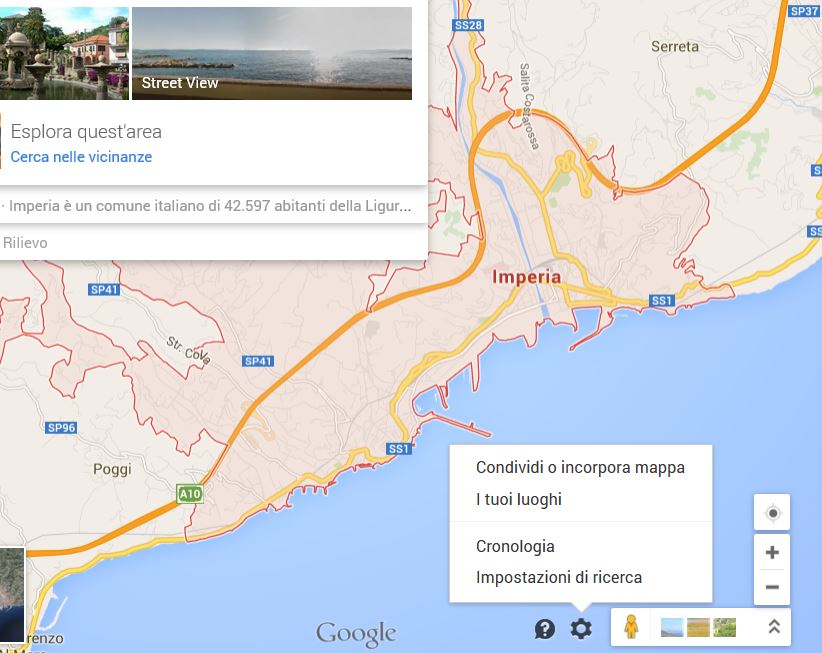 SP37
SS28
Serreta
Street View
Salita Costarossa
Esplora quest'area
Cerca nelle vicinanze
· Imperia è un comune italiano di 42.597 abitanti della Ligur...
Rilievo
Imperia
SP41
SS1
Str. Cova
SP41
SP96
SS1
Poggi
A10
Condividi o incorpora mappa
I tuoi luoghi
Cronologia
Impostazioni di ricerca
Google
?
renzo